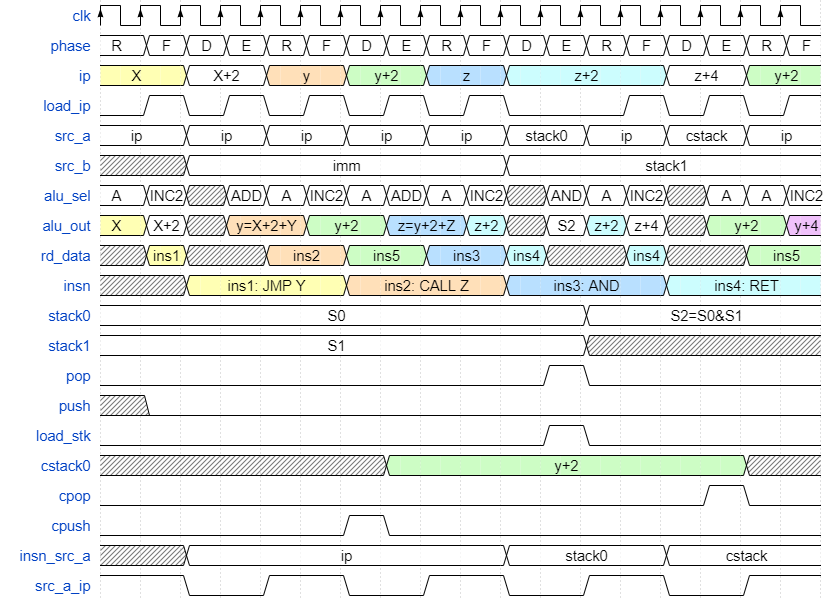 clk
phase R F D E R F D E R F D E R F D E R F
ip X X+2 y y+2 z z+2 z+4 y+2
load_ip
src_a ip ip ip ip ip stack0 ip cstack ip
src_b imm stack1
alu_sel A INC2 ADD A INC2 A ADD A INC2 AND A INC2 A A INC2
alu_out X X+2 y=X+2+Y y+2 z=y+2+Z z+2 S2 z+2 z+4 y+2 y+4
rd_data ins1 ins2 ins5 ins3 ins4 ins4 ins5
insn ins1: JMP Y ins2: CALL Z ins3: AND ins4: RET
stack0 S0 S2=S0&S1
stack1 S1
pop
push
load_stk
cstack0 y+2
cpop
cpush
insn_src_a ip stack0 cstack
src_a_ip